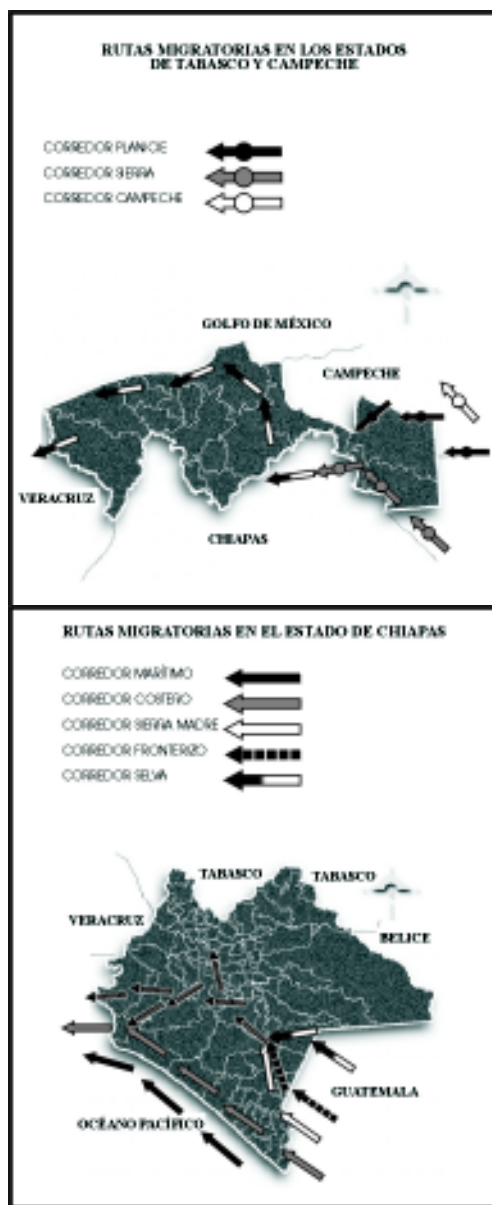 RUTAS MIGRATORIAS EN LOS ESTADOS
DE TABASCO Y CAMPECHE
CORREDOR PLANICIE
CORREDOR SIERRA
CORREDOR CAMPECHE
GOLFO DE MÉXICO
CAMPECHE
VERACRUZ
CHIAPAS
RUTAS MIGRATORIAS EN EL ESTADO DE CHIAPAS
CORREDOR MARÍTIMO
CORREDOR COSTERO
CORREDOR SIERRA MADRE
CORREDOR FRONTERIZO
CORREDOR SELVA
TABASCO
TABASCO
VERACRUZ
BELICE
GUATEMALA
OCÉANO PACÍFICO